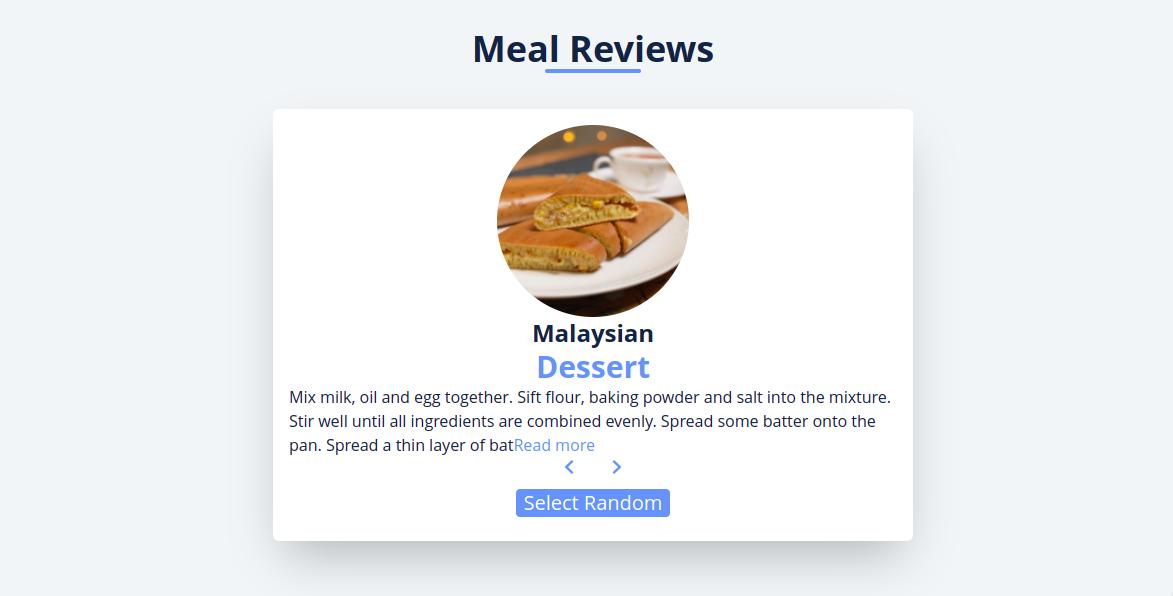 Meal Reviews
Malaysian
Dessert
Mix milk, oil and egg together. Sift flour, baking powder and salt into the mixture.
Stir well until all ingredients are combined evenly. Spread some batter onto the
pan. Spread a thin layer of batRead more
Select Random